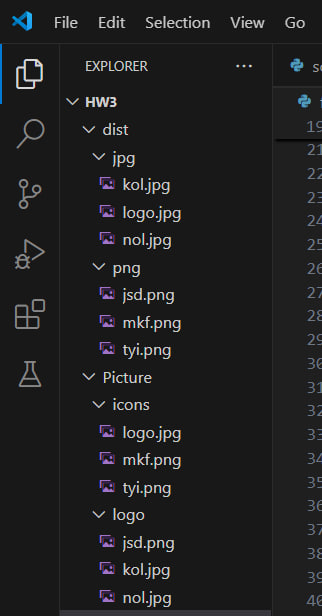 File Edit Selection View Go
EXPLORER
HW3
dist
jpg
kol.jpg
logo.jpg
nol.jpg
png
jsd.png
mkf.png
tyi.png
Picture
icons
logo.jpg
mkf.png
tyi.png
logo
jsd.png
kol.jpg
nol.jpg
19
21
22
23
24
25
26
27
28
29
30
31
32
33
34
35
36
37
38
39
40